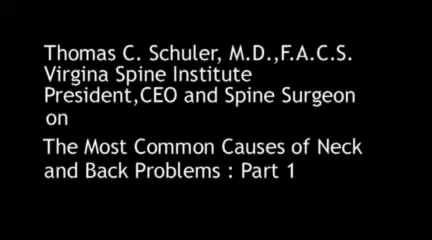 Thomas C. Schuler, M.D.,F.A.C.S.
Virgina Spine Institute
President,CEO and Spine Surgeon
on
The Most Common Causes of Neck
and Back Problems : Part 1